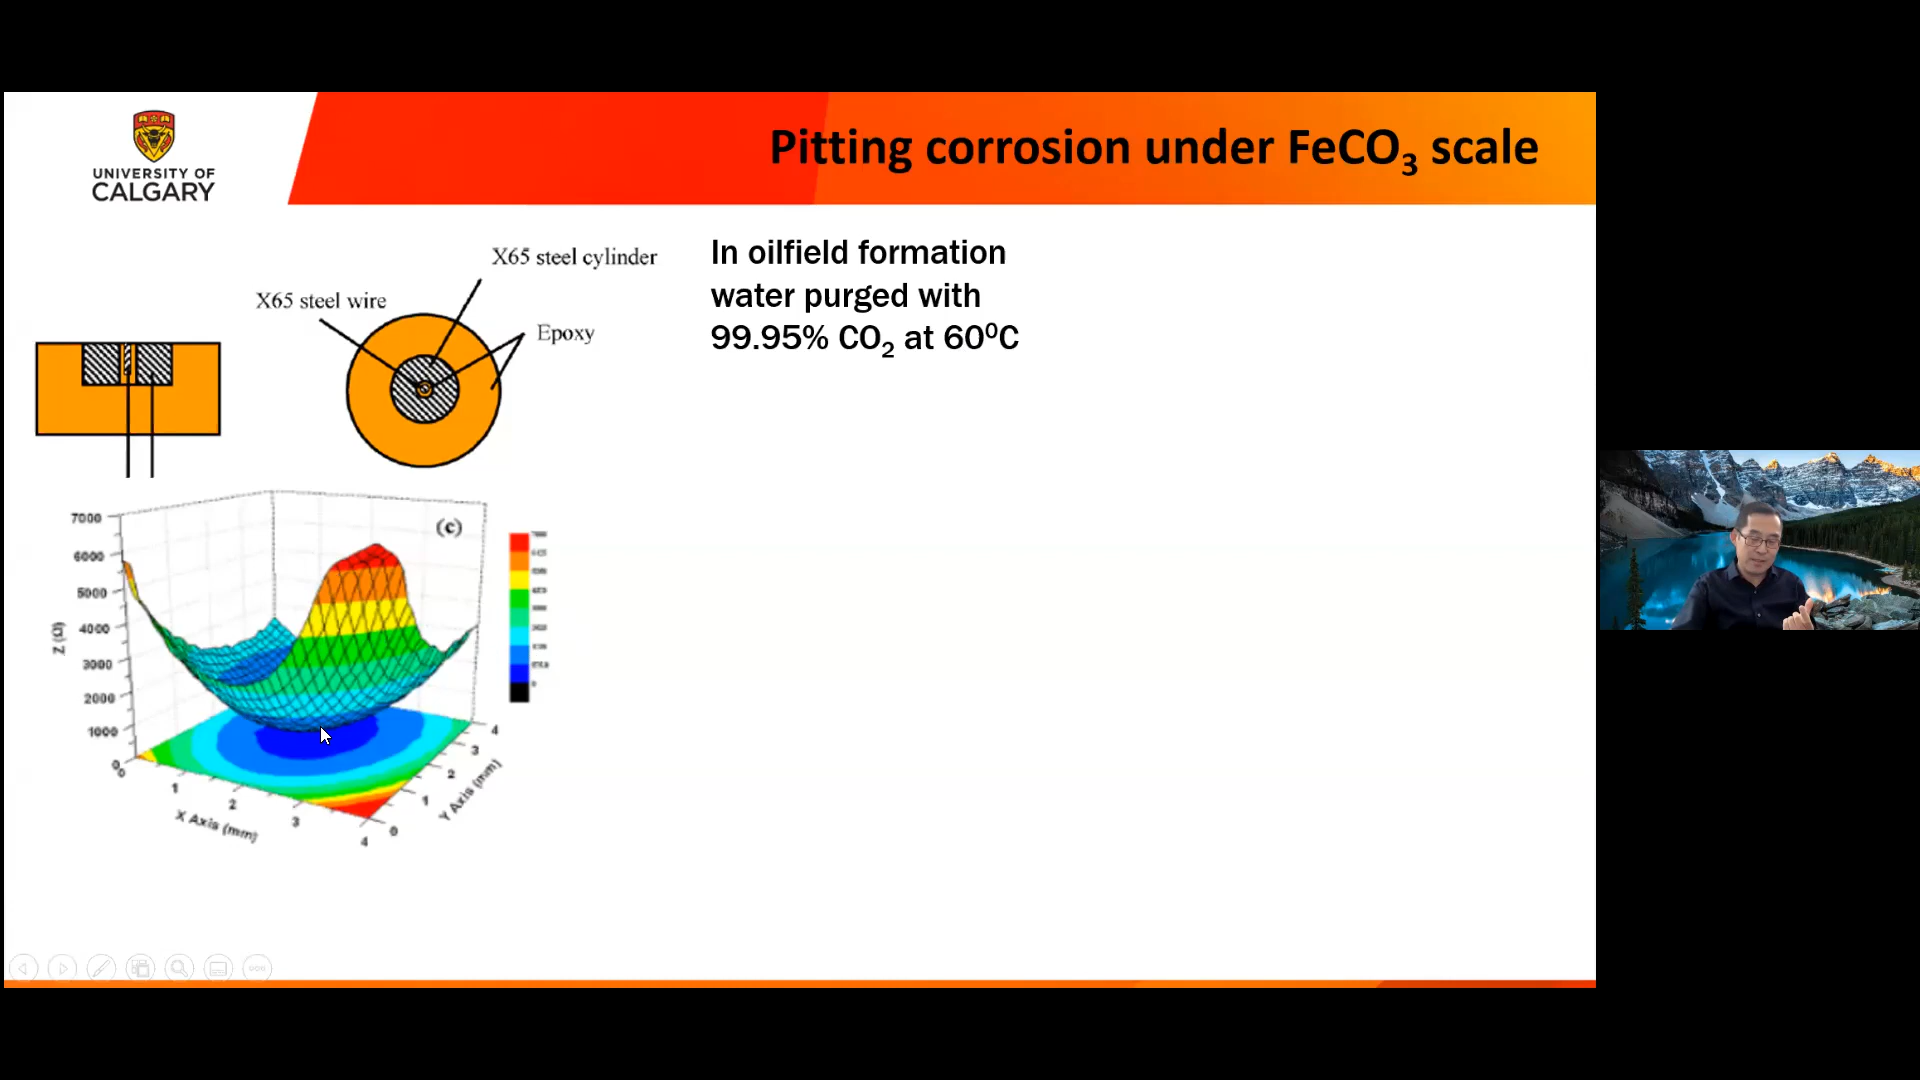 UNIVERSITY OF
CALGARY
Pitting corrosion under FeCO₃ scale
X65 steel cylinder
X65 steel wire
Epoxy
In oilfield formation
water purged with
99.95% CO₂ at 60⁰C
(c)
7000
6000
5000
4000
3000
2000
1000
0
Z (Ω)
0
1
2
3
4
X Axis (mm)
0
1
2
3
4
Y Axis (mm)